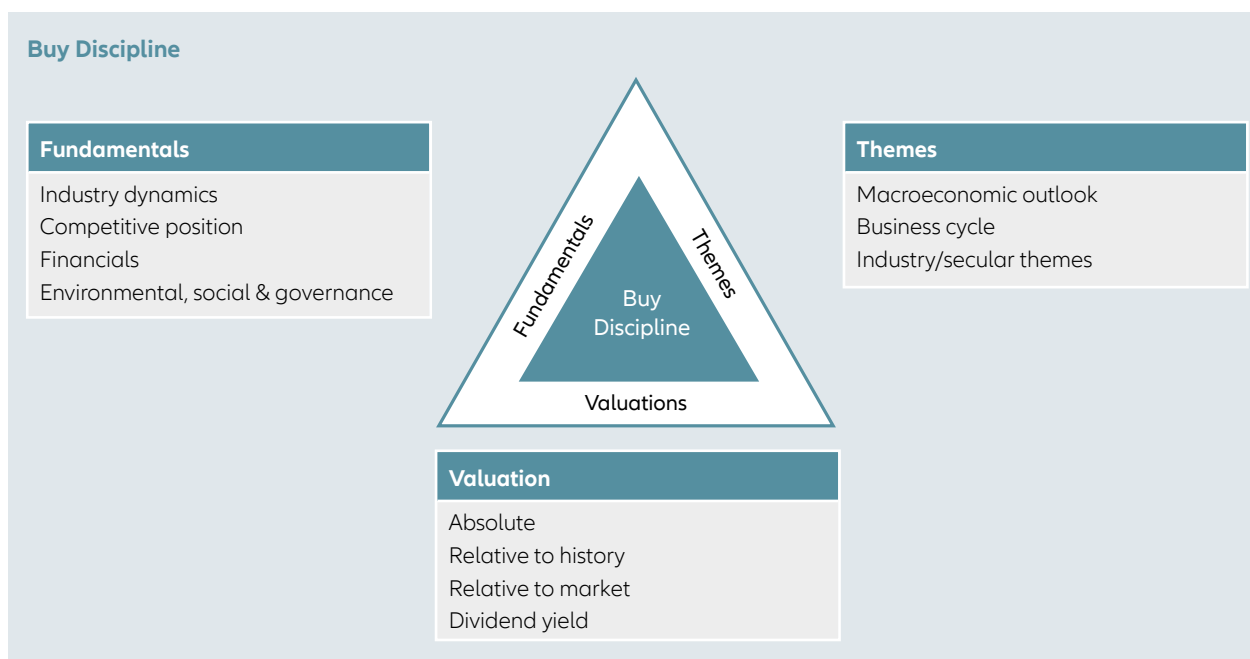 Buy Discipline
Fundamentals
Industry dynamics
Competitive position
Financials
Environmental, social & governance
Fundamentals
Themes
Buy
Discipline
Valuations
Themes
Macroeconomic outlook
Business cycle
Industry/secular themes
Valuation
Absolute
Relative to history
Relative to market
Dividend yield